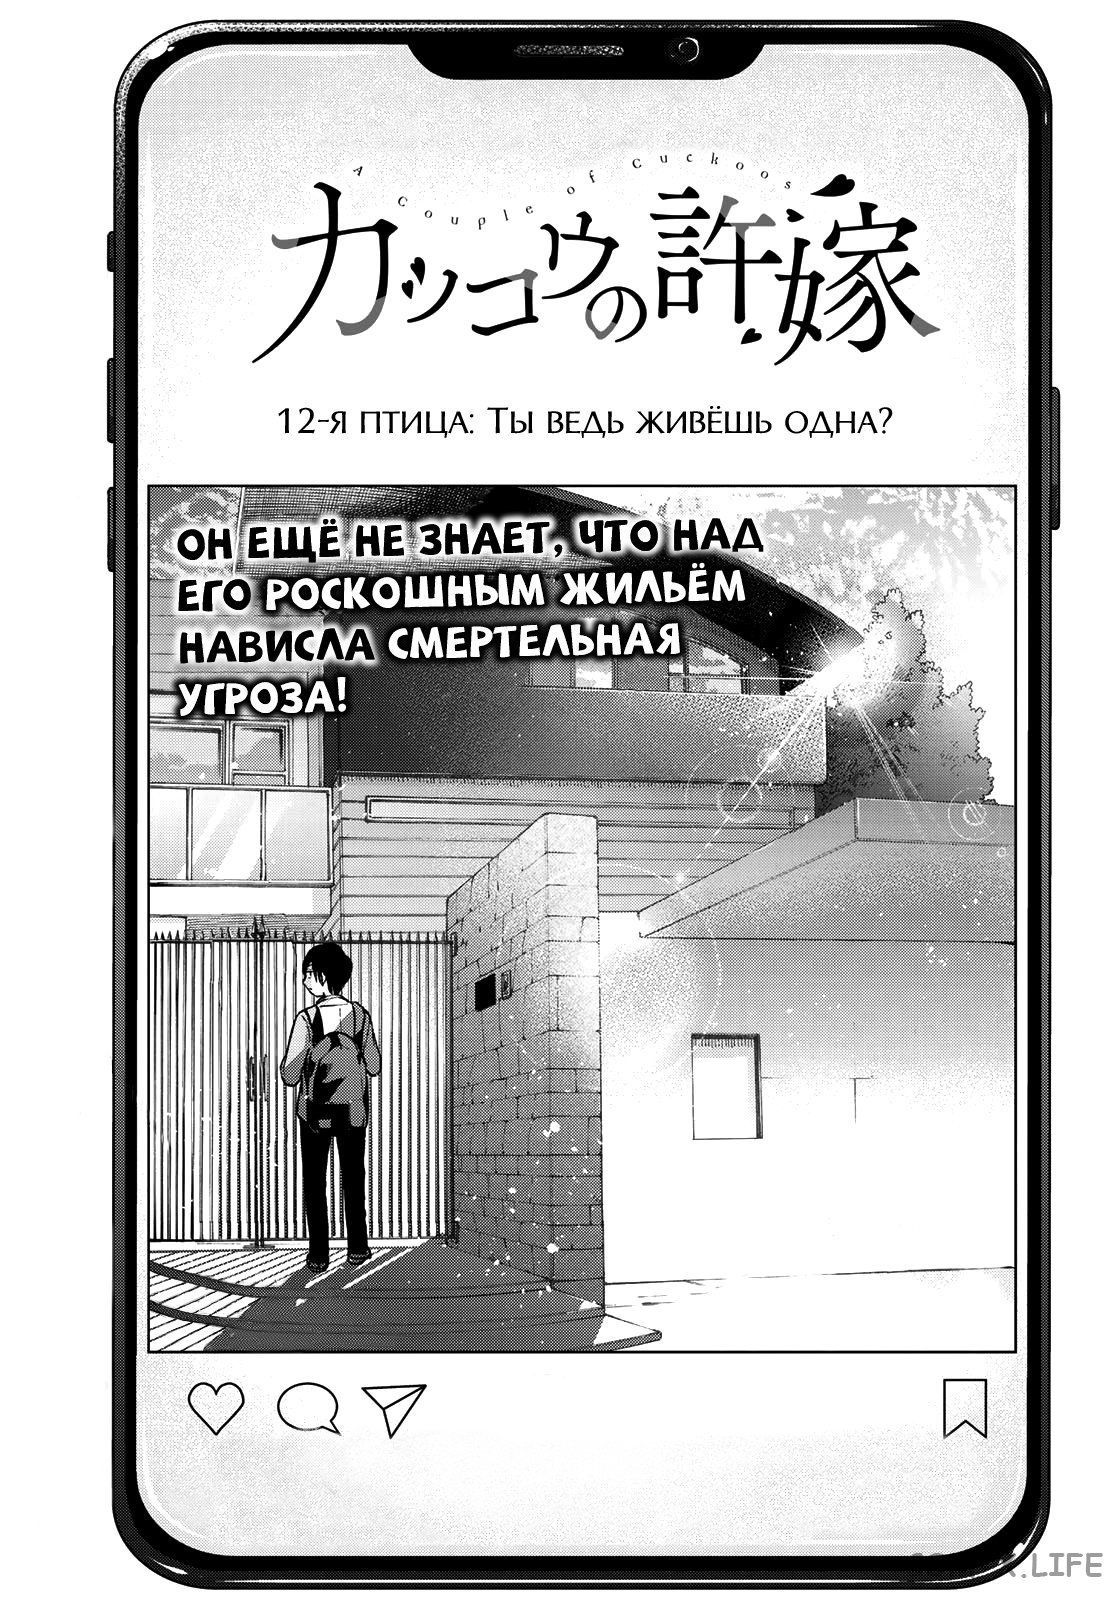 A Couple of Cuckoos
カッコウの許嫁
12-я птица: Ты ведь живёшь одна?
ОН ЕЩЁ НЕ ЗНАЕТ, ЧТО НАД
ЕГО РОСКОШНЫМ ЖИЛЬЁМ
НАВИСЛА СМЕРТЕЛЬНАЯ
УГРОЗА!
.LIFE